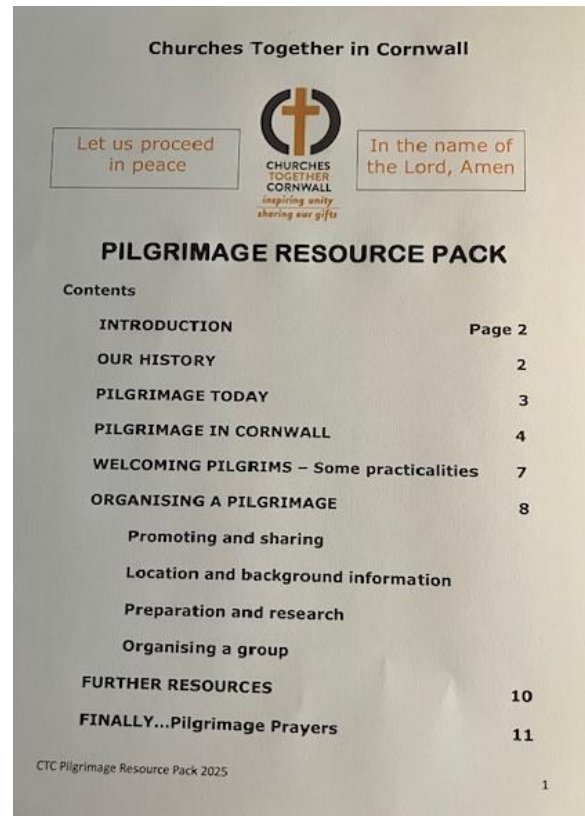 Churches Together in Cornwall
Let us proceed
in peace
CHURCHES
TOGETHER
CORNWALL
inspiring unity
sharing our gifts
In the name of
the Lord, Amen
PILGRIMAGE RESOURCE PACK
Contents
INTRODUCTION Page 2
OUR HISTORY 2
PILGRIMAGE TODAY 3
PILGRIMAGE IN CORNWALL 4
WELCOMING PILGRIMS – Some practicalities 7
ORGANISING A PILGRIMAGE 8
Promoting and sharing
Location and background information
Preparation and research
Organising a group
FURTHER RESOURCES 10
FINALLY...Pilgrimage Prayers 11
CTC Pilgrimage Resource Pack 2025
1